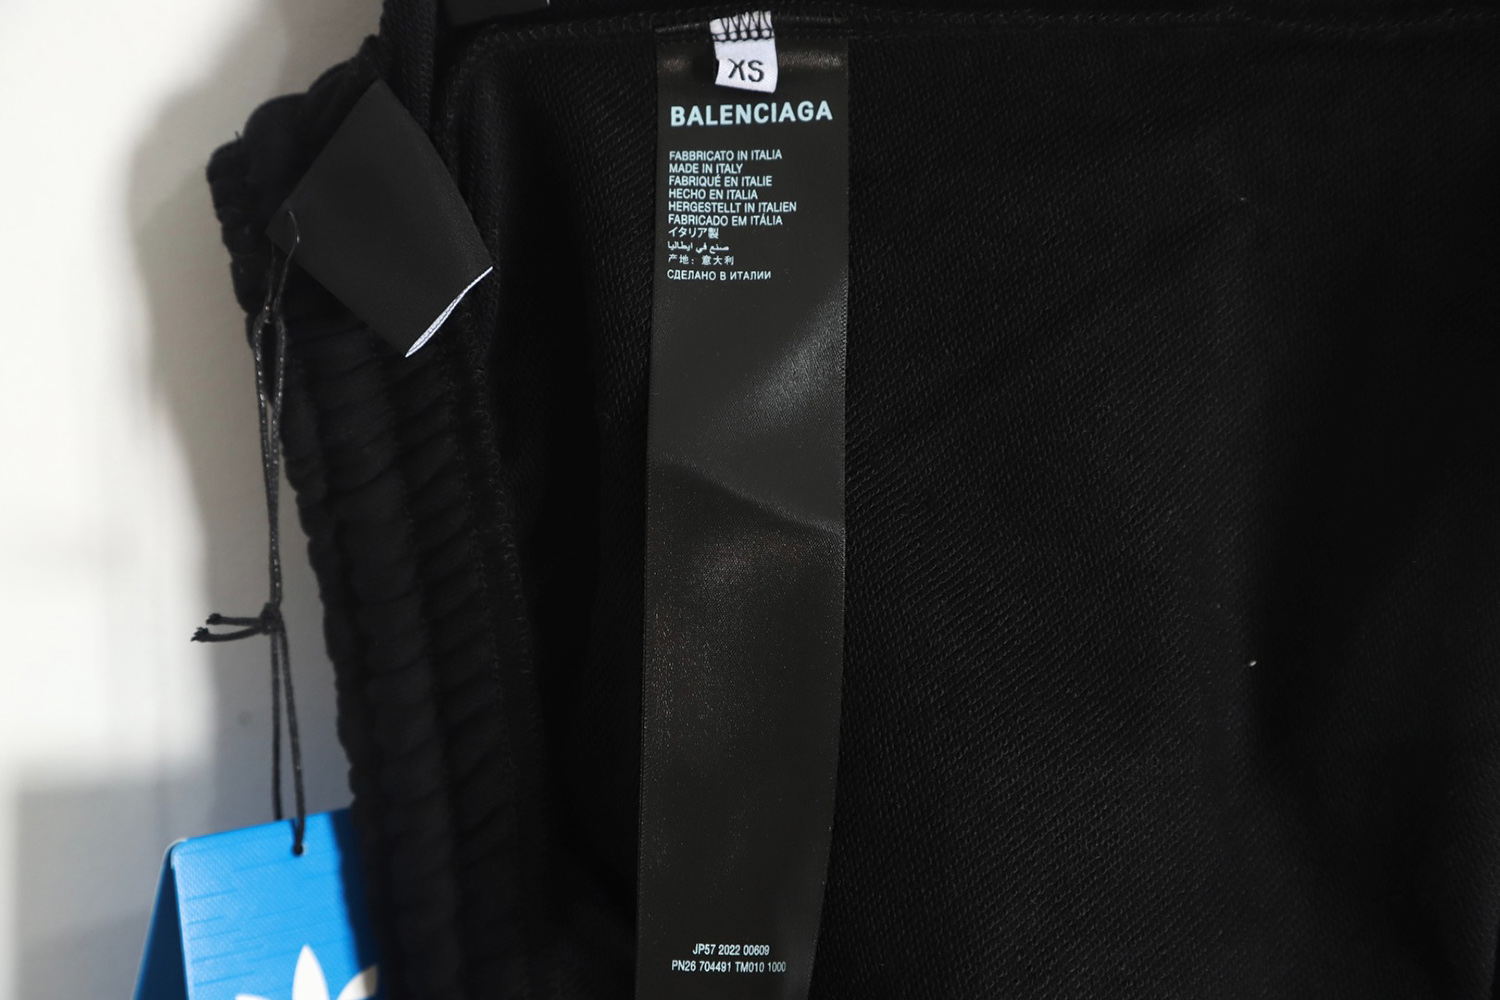 XS
BALENCIAGA
FABBRICATO IN ITALIA
MADE IN ITALY
FABRIQUÉ EN ITALIE
HECHO EN ITALIA
HERGESTELLT IN ITALIEN
FABRICADO EM ITÁLIA
イタリア製
صنع في ايطاليا
产地：意大利
СДЕЛАНО В ИТАЛИИ
JP57 2022 00609
PN26 704491 TM010 1000